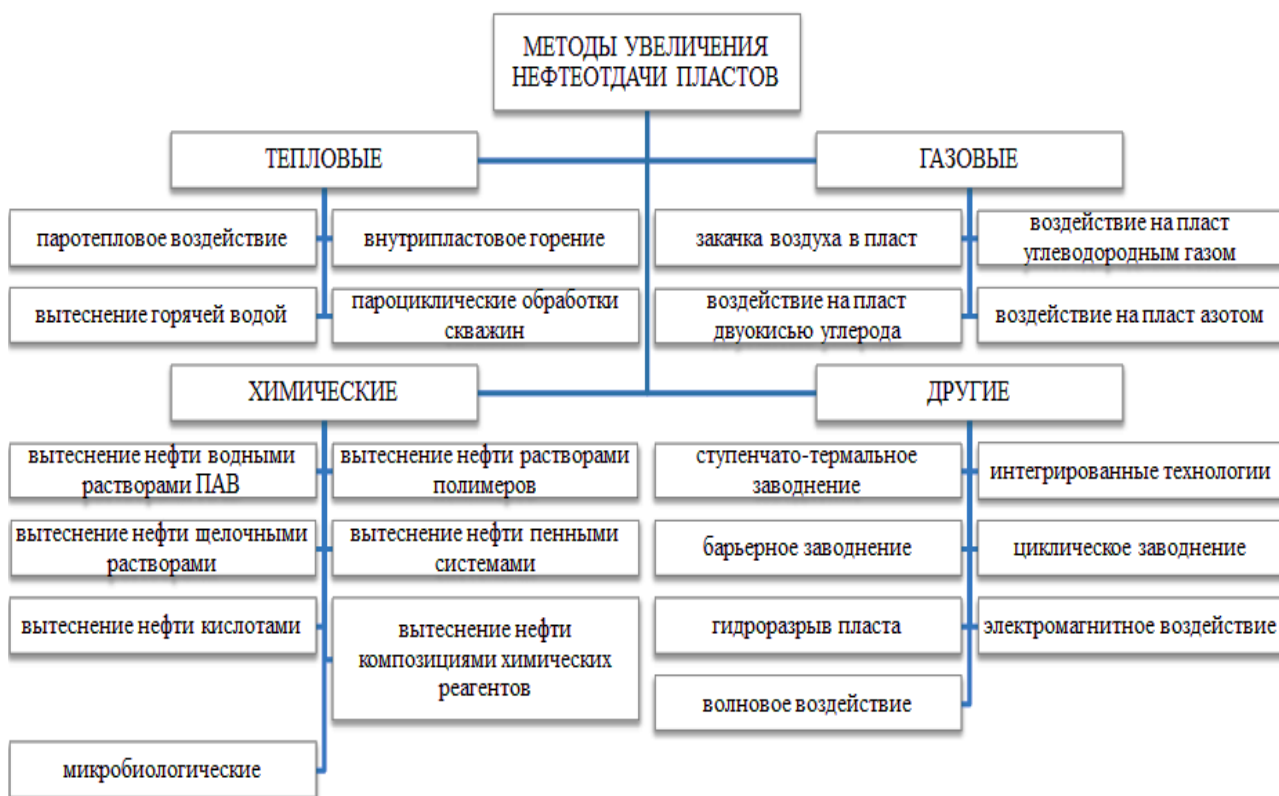 МЕТОДЫ УВЕЛИЧЕНИЯ
НЕФТЕОТДАЧИ ПЛАСТОВ
ТЕПЛОВЫЕ
паротепловое воздействие
внутрипластовое горение
вытеснение горячей водой
пароциклические обработки
скважин
ГАЗОВЫЕ
закачка воздуха в пласт
воздействие на пласт
углеводородным газом
воздействие на пласт
двуокисью углерода
воздействие на пласт азотом
ХИМИЧЕСКИЕ
вытеснение нефти водными
растворами ПАВ
вытеснение нефти растворами
полимеров
вытеснение нефти щелочными
растворами
вытеснение нефти пенными
системами
вытеснение нефти кислотами
вытеснение нефти
композициями химических
реагентов
микробиологические
ДРУГИЕ
ступенчато-термальное
заводнение
интегрированные технологии
барьерное заводнение
циклическое заводнение
гидроразрыв пласта
электромагнитное воздействие
волновое воздействие